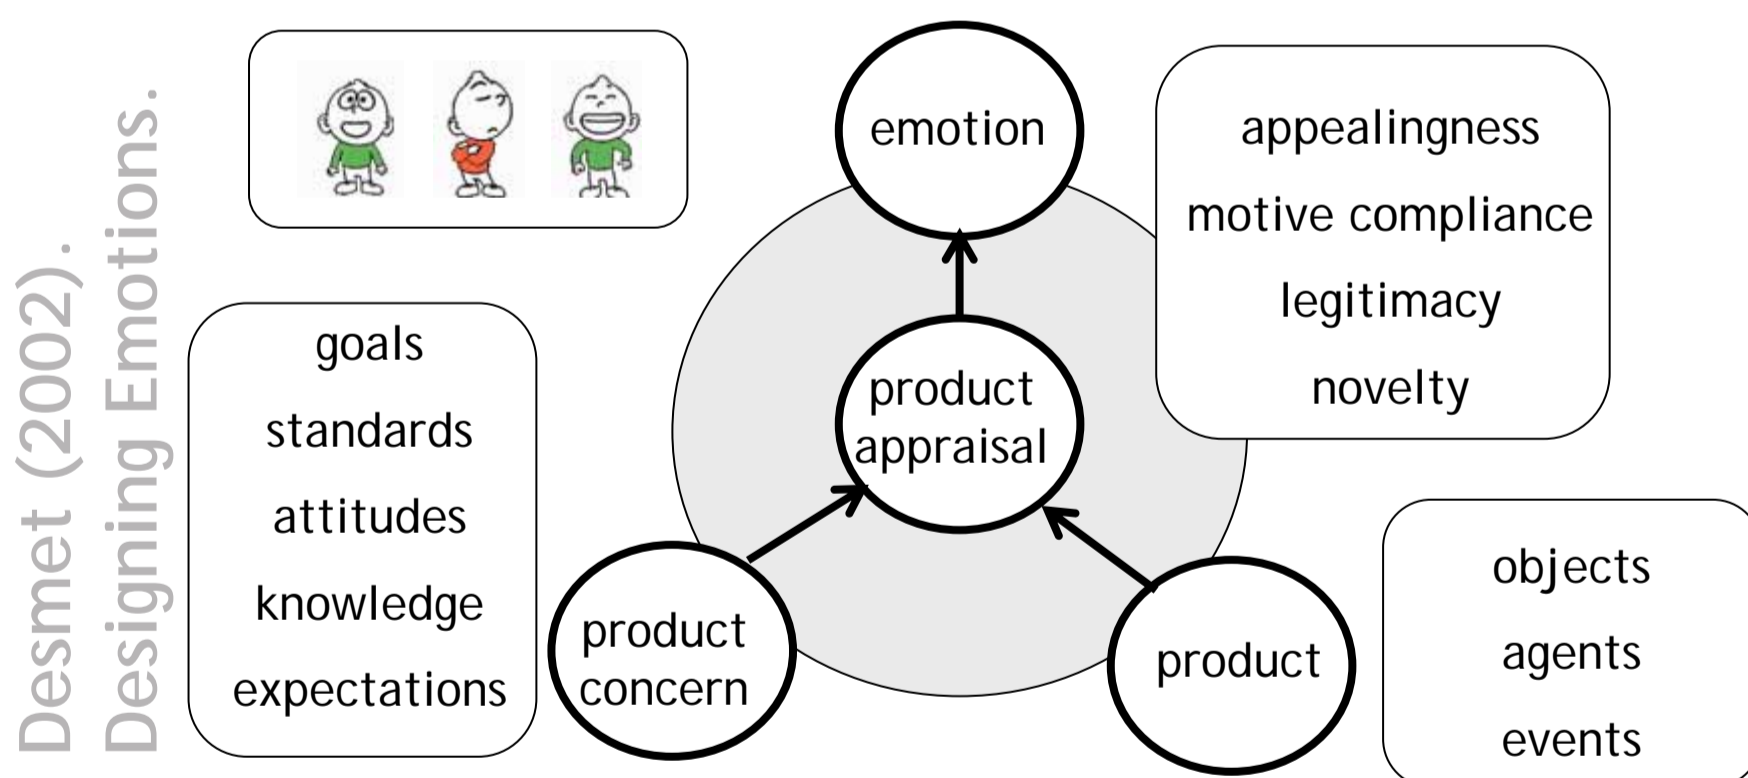 Desmet (2002).
Designing Emotions.
emotion
appealingness
motive compliance
legitimacy
novelty
goals
standards
attitudes
knowledge
expectations
product
appraisal
product
concern
product
objects
agents
events